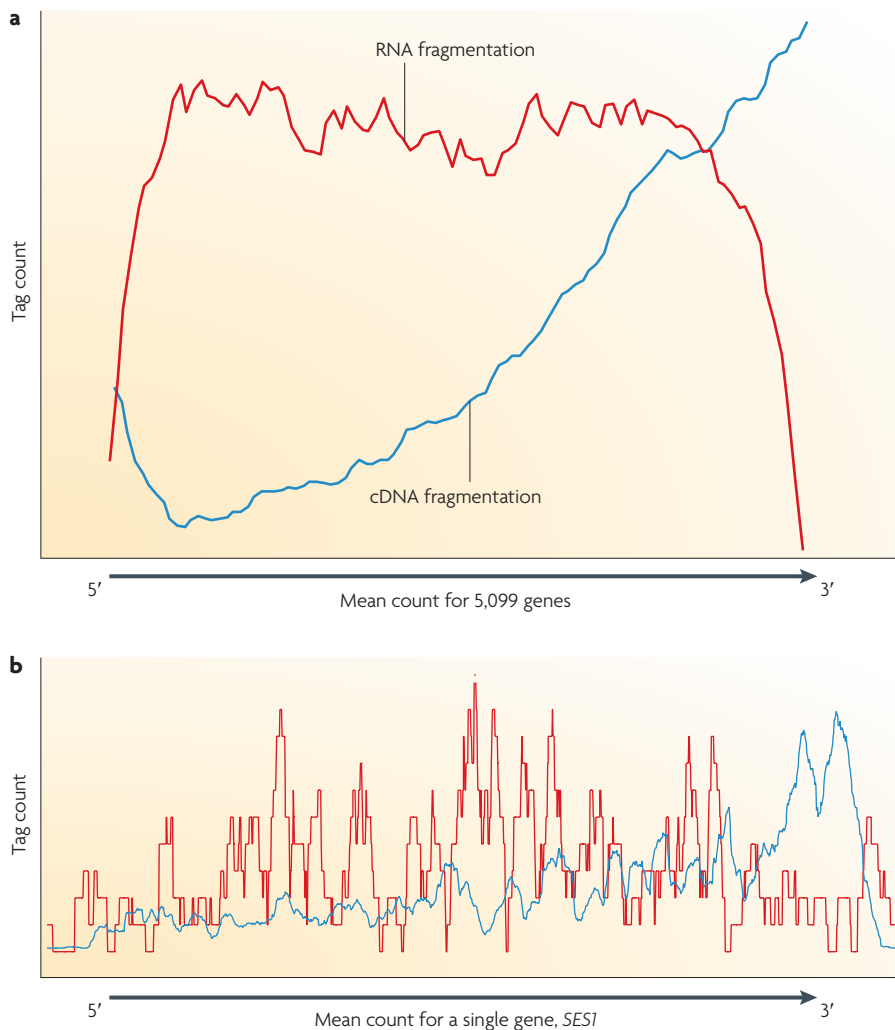 a
RNA fragmentation
Tag count
cDNA fragmentation
5′ 3′
Mean count for 5,099 genes
b
Tag count
5′ 3′
Mean count for a single gene, SES1